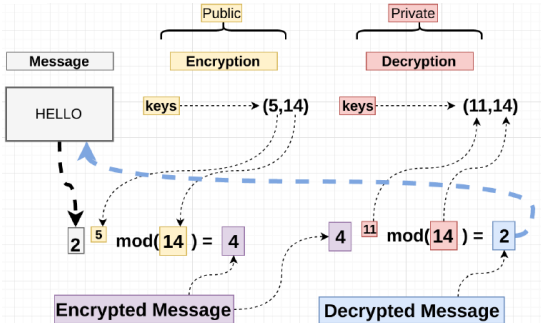 Public
Private
Message
Encryption
Decryption
HELLO
keys
(5,14)
keys
(11,14)
2 5 mod(14) = 4
4 11 mod(14) = 2
Encrypted Message
Decrypted Message